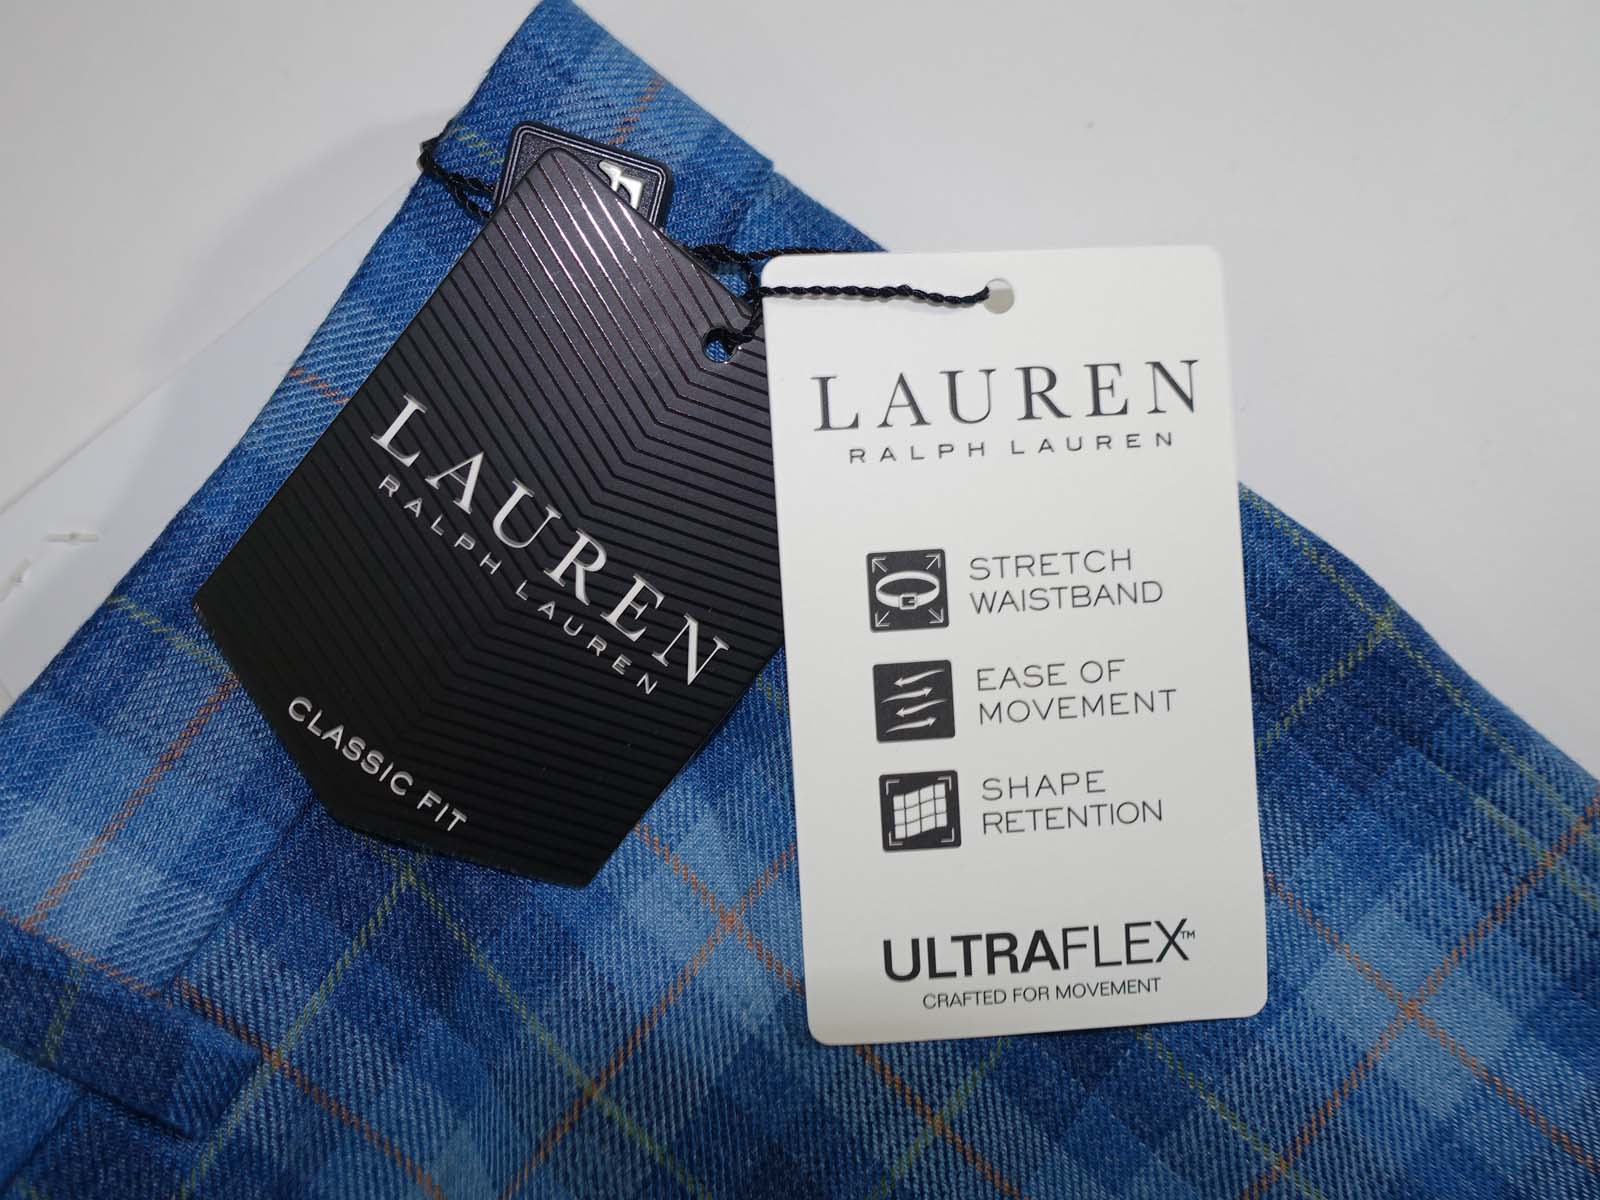 LAUREN
RALPH LAUREN
CLASSIC FIT
LAUREN
RALPH LAUREN
STRETCH
WAISTBAND
EASE OF
MOVEMENT
SHAPE
RETENTION
ULTRAFLEX™
CRAFTED FOR MOVEMENT